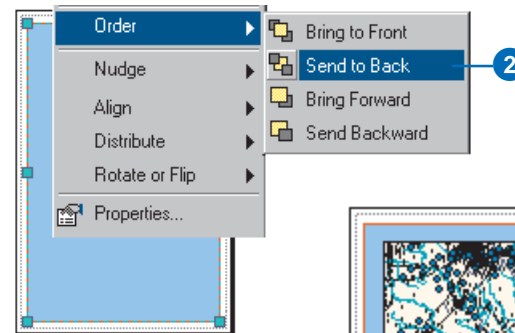 Order
Nudge
Align
Distribute
Rotate or Flip
Properties...
Bring to Front
Send to Back
Bring Forward
Send Backward
2